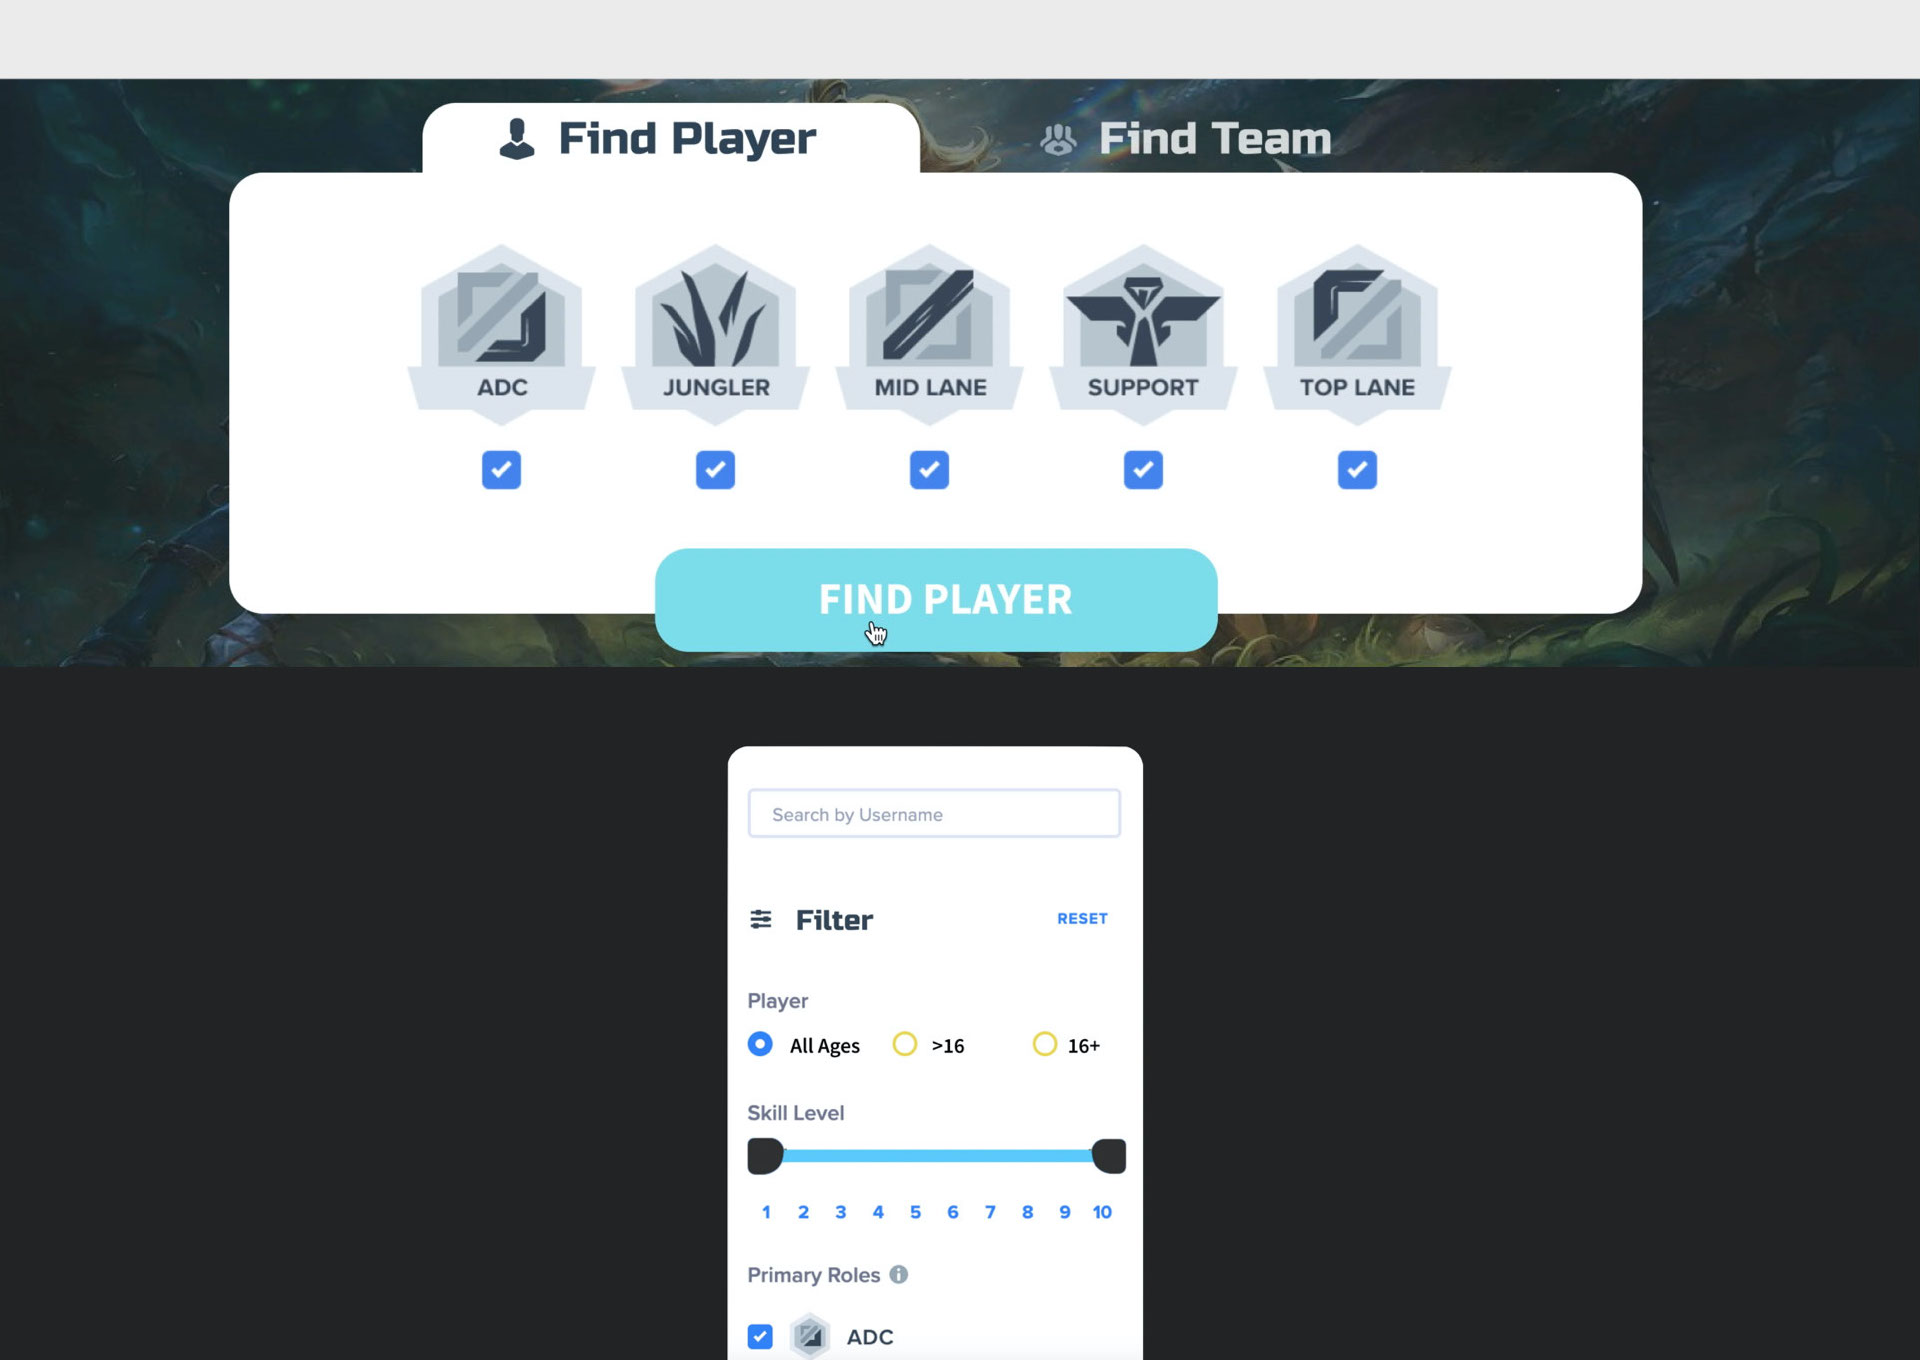 Find Player
Find Team
ADC
JUNGLER
MID LANE
SUPPORT
TOP LANE
FIND PLAYER
Search by Username
Filter
RESET
Player
All Ages
>16
16+
Skill Level
1 2 3 4 5 6 7 8 9 10
Primary Roles
ADC